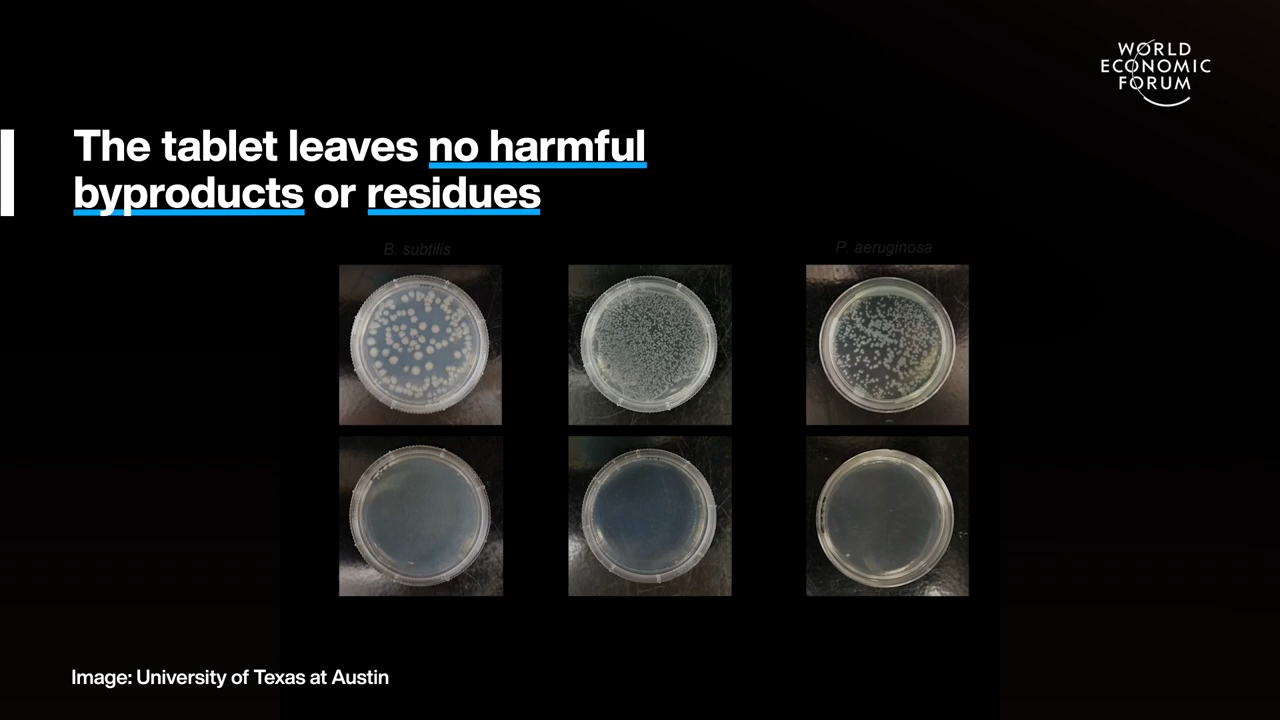 WORLD
ECONOMIC
FORUM
The tablet leaves no harmful
byproducts or residues
B. subtilis
P. aeruginosa
Image: University of Texas at Austin